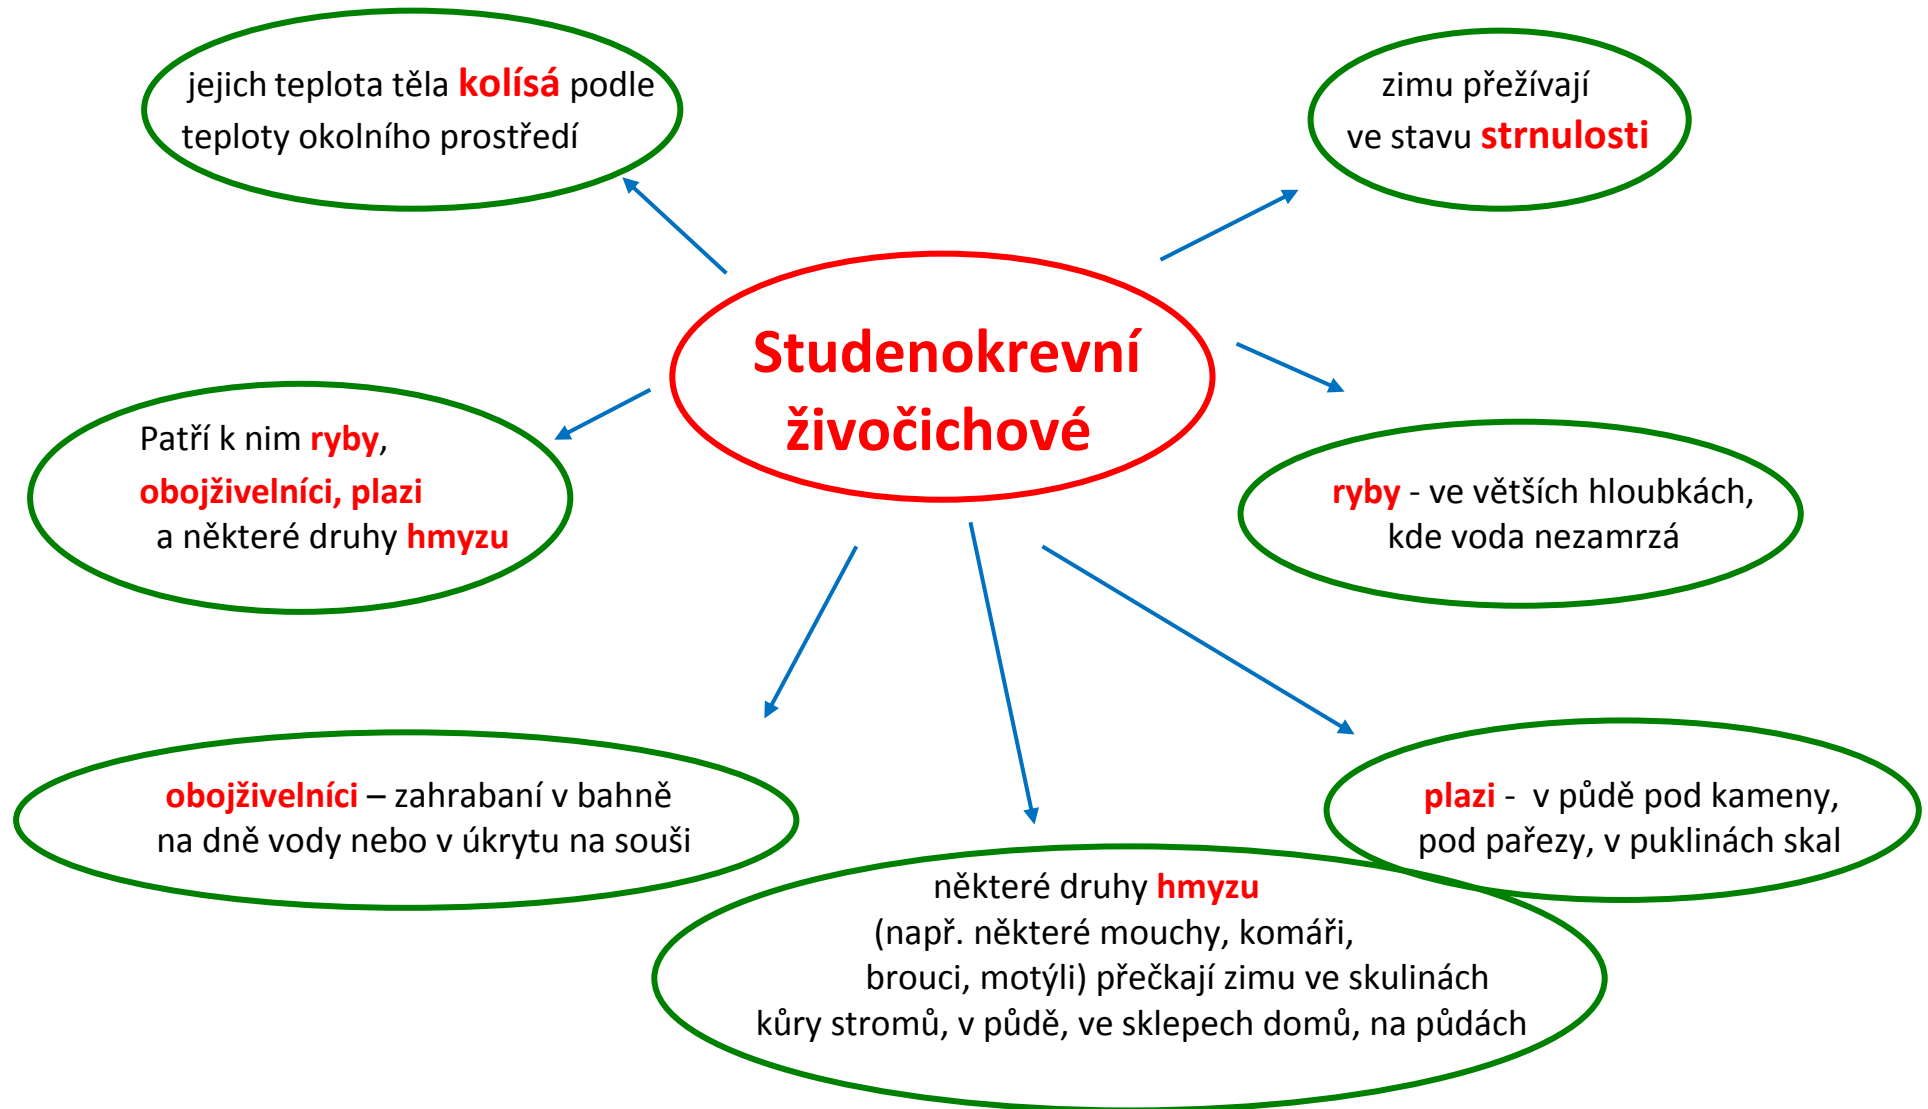 jejich teplota těla kolísá podle
teploty okolního prostředí
zimu přežívají
ve stavu strnulosti
Studenokrevní
živočichové
Patří k nim ryby,
obojživelníci, plazi
a některé druhy hmyzu
ryby - ve větších hloubkách,
kde voda nezamrzá
obojživelníci – zahrabaní v bahně
na dně vody nebo v úkrytu na souši
plazi - v půdě pod kameny,
pod pařezy, v puklinách skal
některé druhy hmyzu
(např. některé mouchy, komáři,
brouci, motýli) přečkají zimu ve skulinách
kůry stromů, v půdě, ve sklepech domů, na půdách